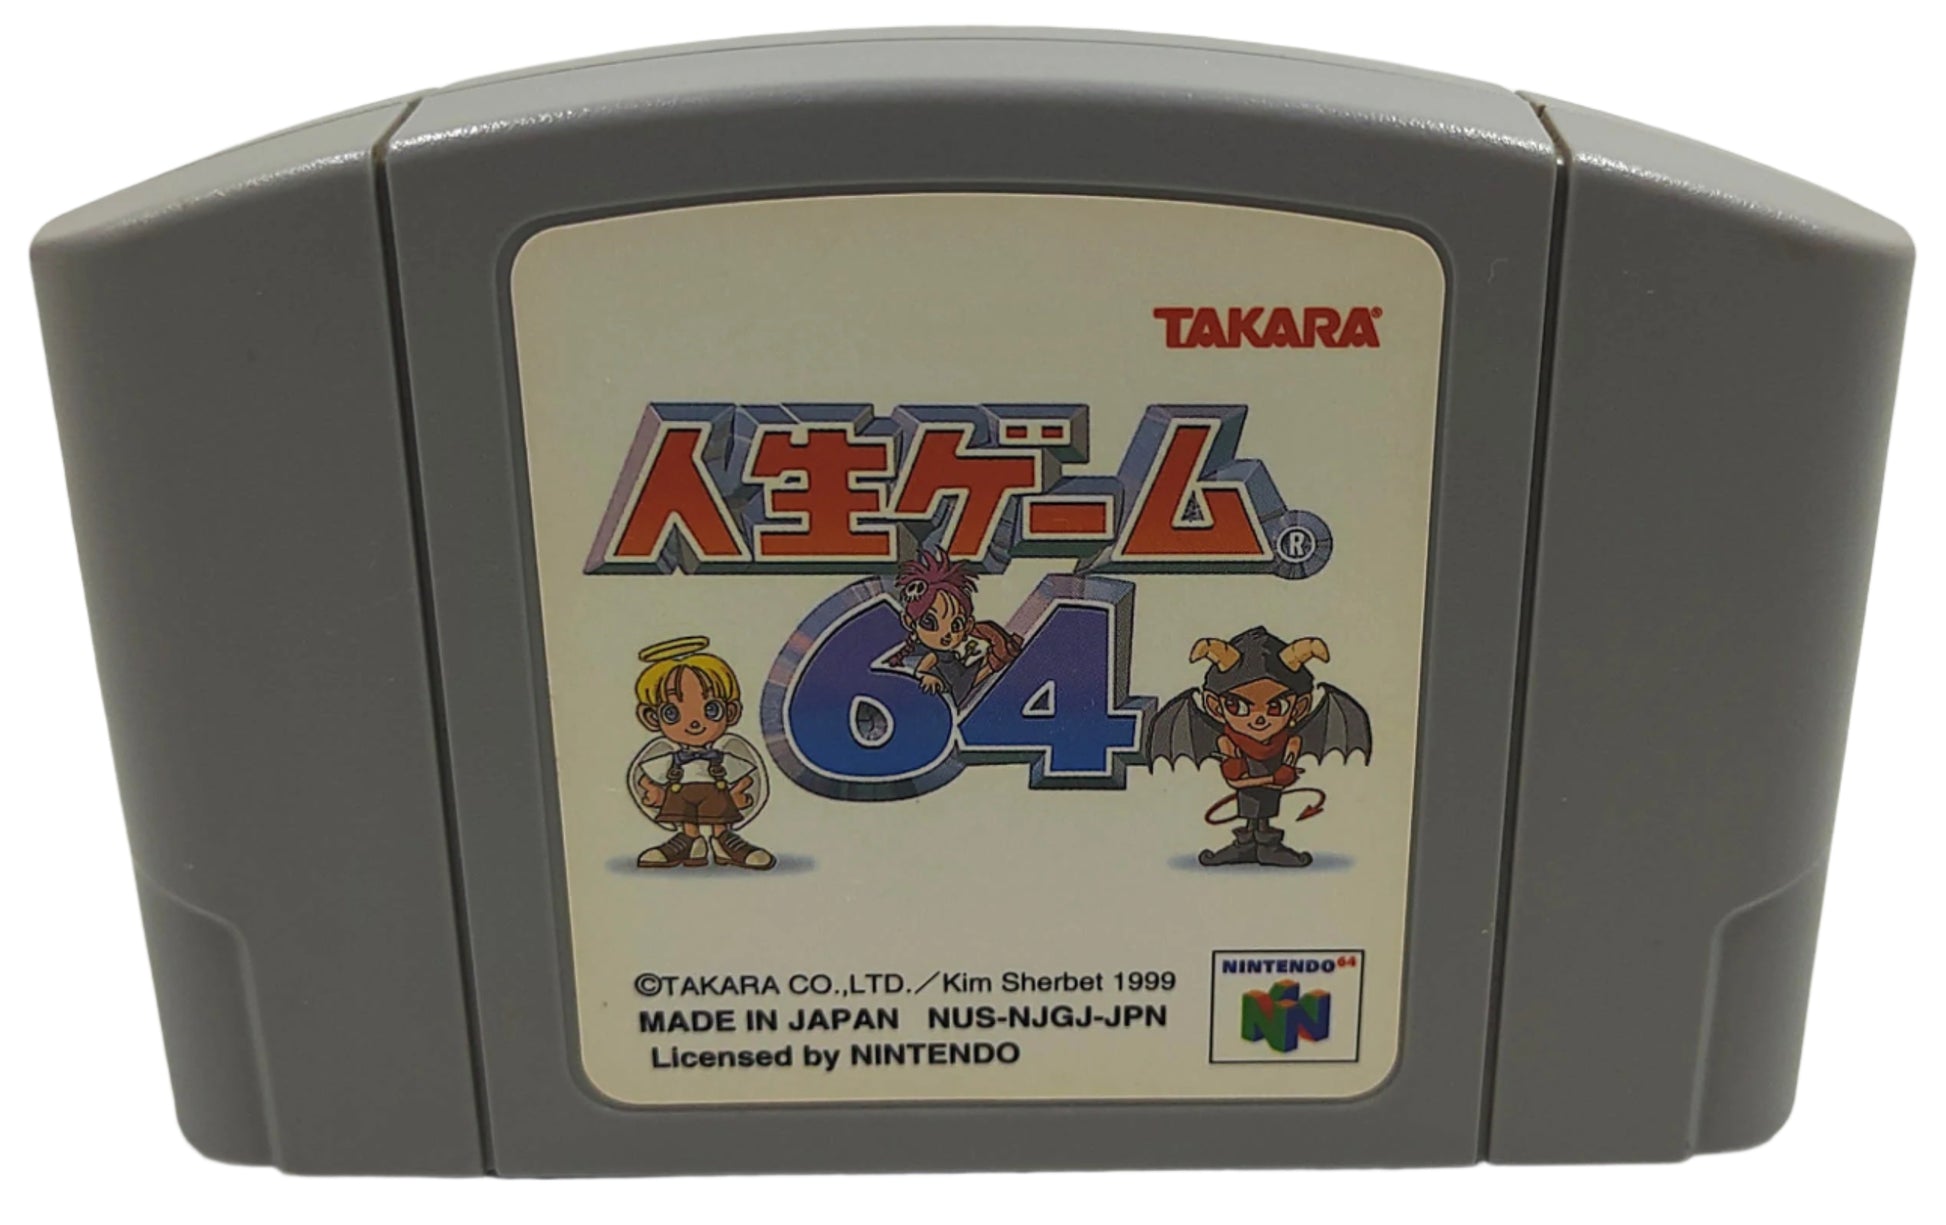 TAKARA®
人生ゲーム®
64
©TAKARA CO.,LTD.／Kim Sherbet 1999
MADE IN JAPAN NUS-NJGJ-JPN
Licensed by NINTENDO
NINTENDO64